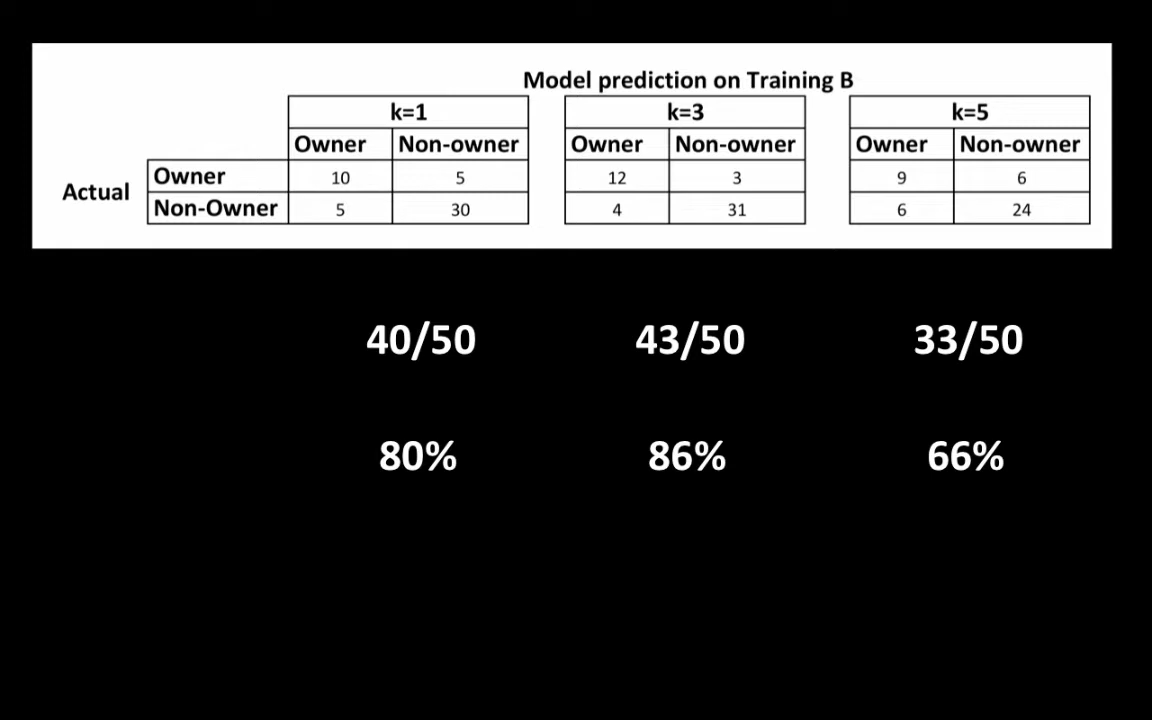 Model prediction on Training B
k=1 k=3 k=5
Owner Non-owner Owner Non-owner Owner Non-owner
Actual Owner 10 5 12 3 9 6
Non-Owner 5 30 4 31 6 24
40/50 43/50 33/50
80% 86% 66%